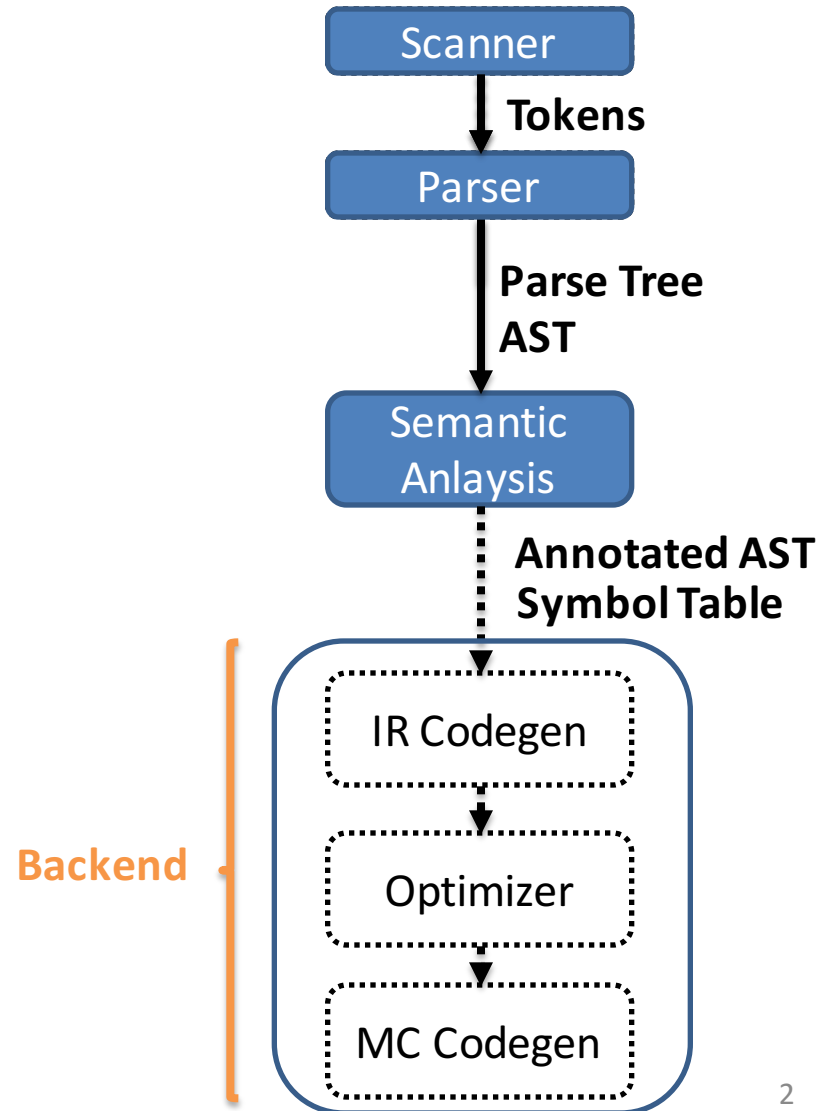 Scanner
Tokens
Parser
Parse Tree
AST
Semantic
Anlaysis
Annotated AST
Symbol Table
IR Codegen
Backend
Optimizer
MC Codegen
2